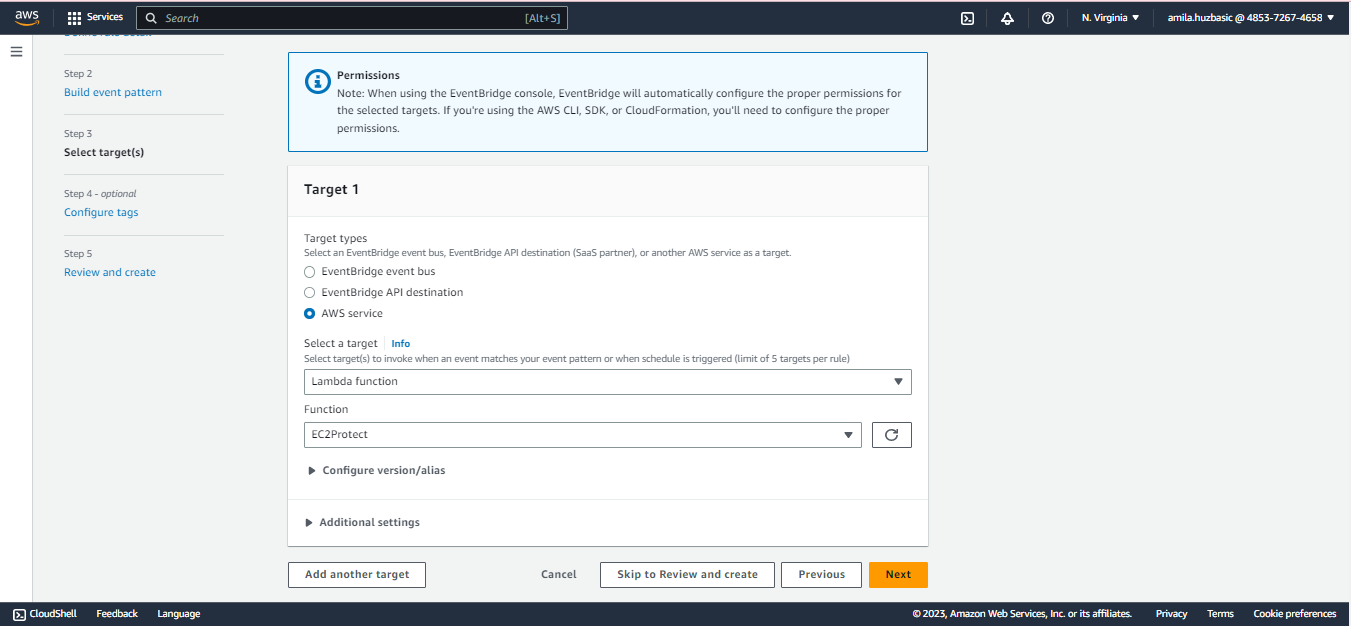 aws
Services
Search
[Alt+S]
N. Virginia
amila.huzbasic @ 4853-7267-4658
Step 2
Build event pattern
Step 3
Select target(s)
Step 4 - optional
Configure tags
Step 5
Review and create
Permissions
Note: When using the EventBridge console, EventBridge will automatically configure the proper permissions for
the selected targets. If you're using the AWS CLI, SDK, or CloudFormation, you'll need to configure the proper
permissions.
Target 1
Target types
Select an EventBridge event bus, EventBridge API destination (SaaS partner), or another AWS service as a target.
EventBridge event bus
EventBridge API destination
AWS service
Select a target
Info
Select target(s) to invoke when an event matches your event pattern or when schedule is triggered (limit of 5 targets per rule)
Lambda function
Function
EC2Protect
Configure version/alias
Additional settings
Add another target
Cancel
Skip to Review and create
Previous
Next
CloudShell
Feedback
Language
© 2023, Amazon Web Services, Inc. or its affiliates.
Privacy
Terms
Cookie preferences